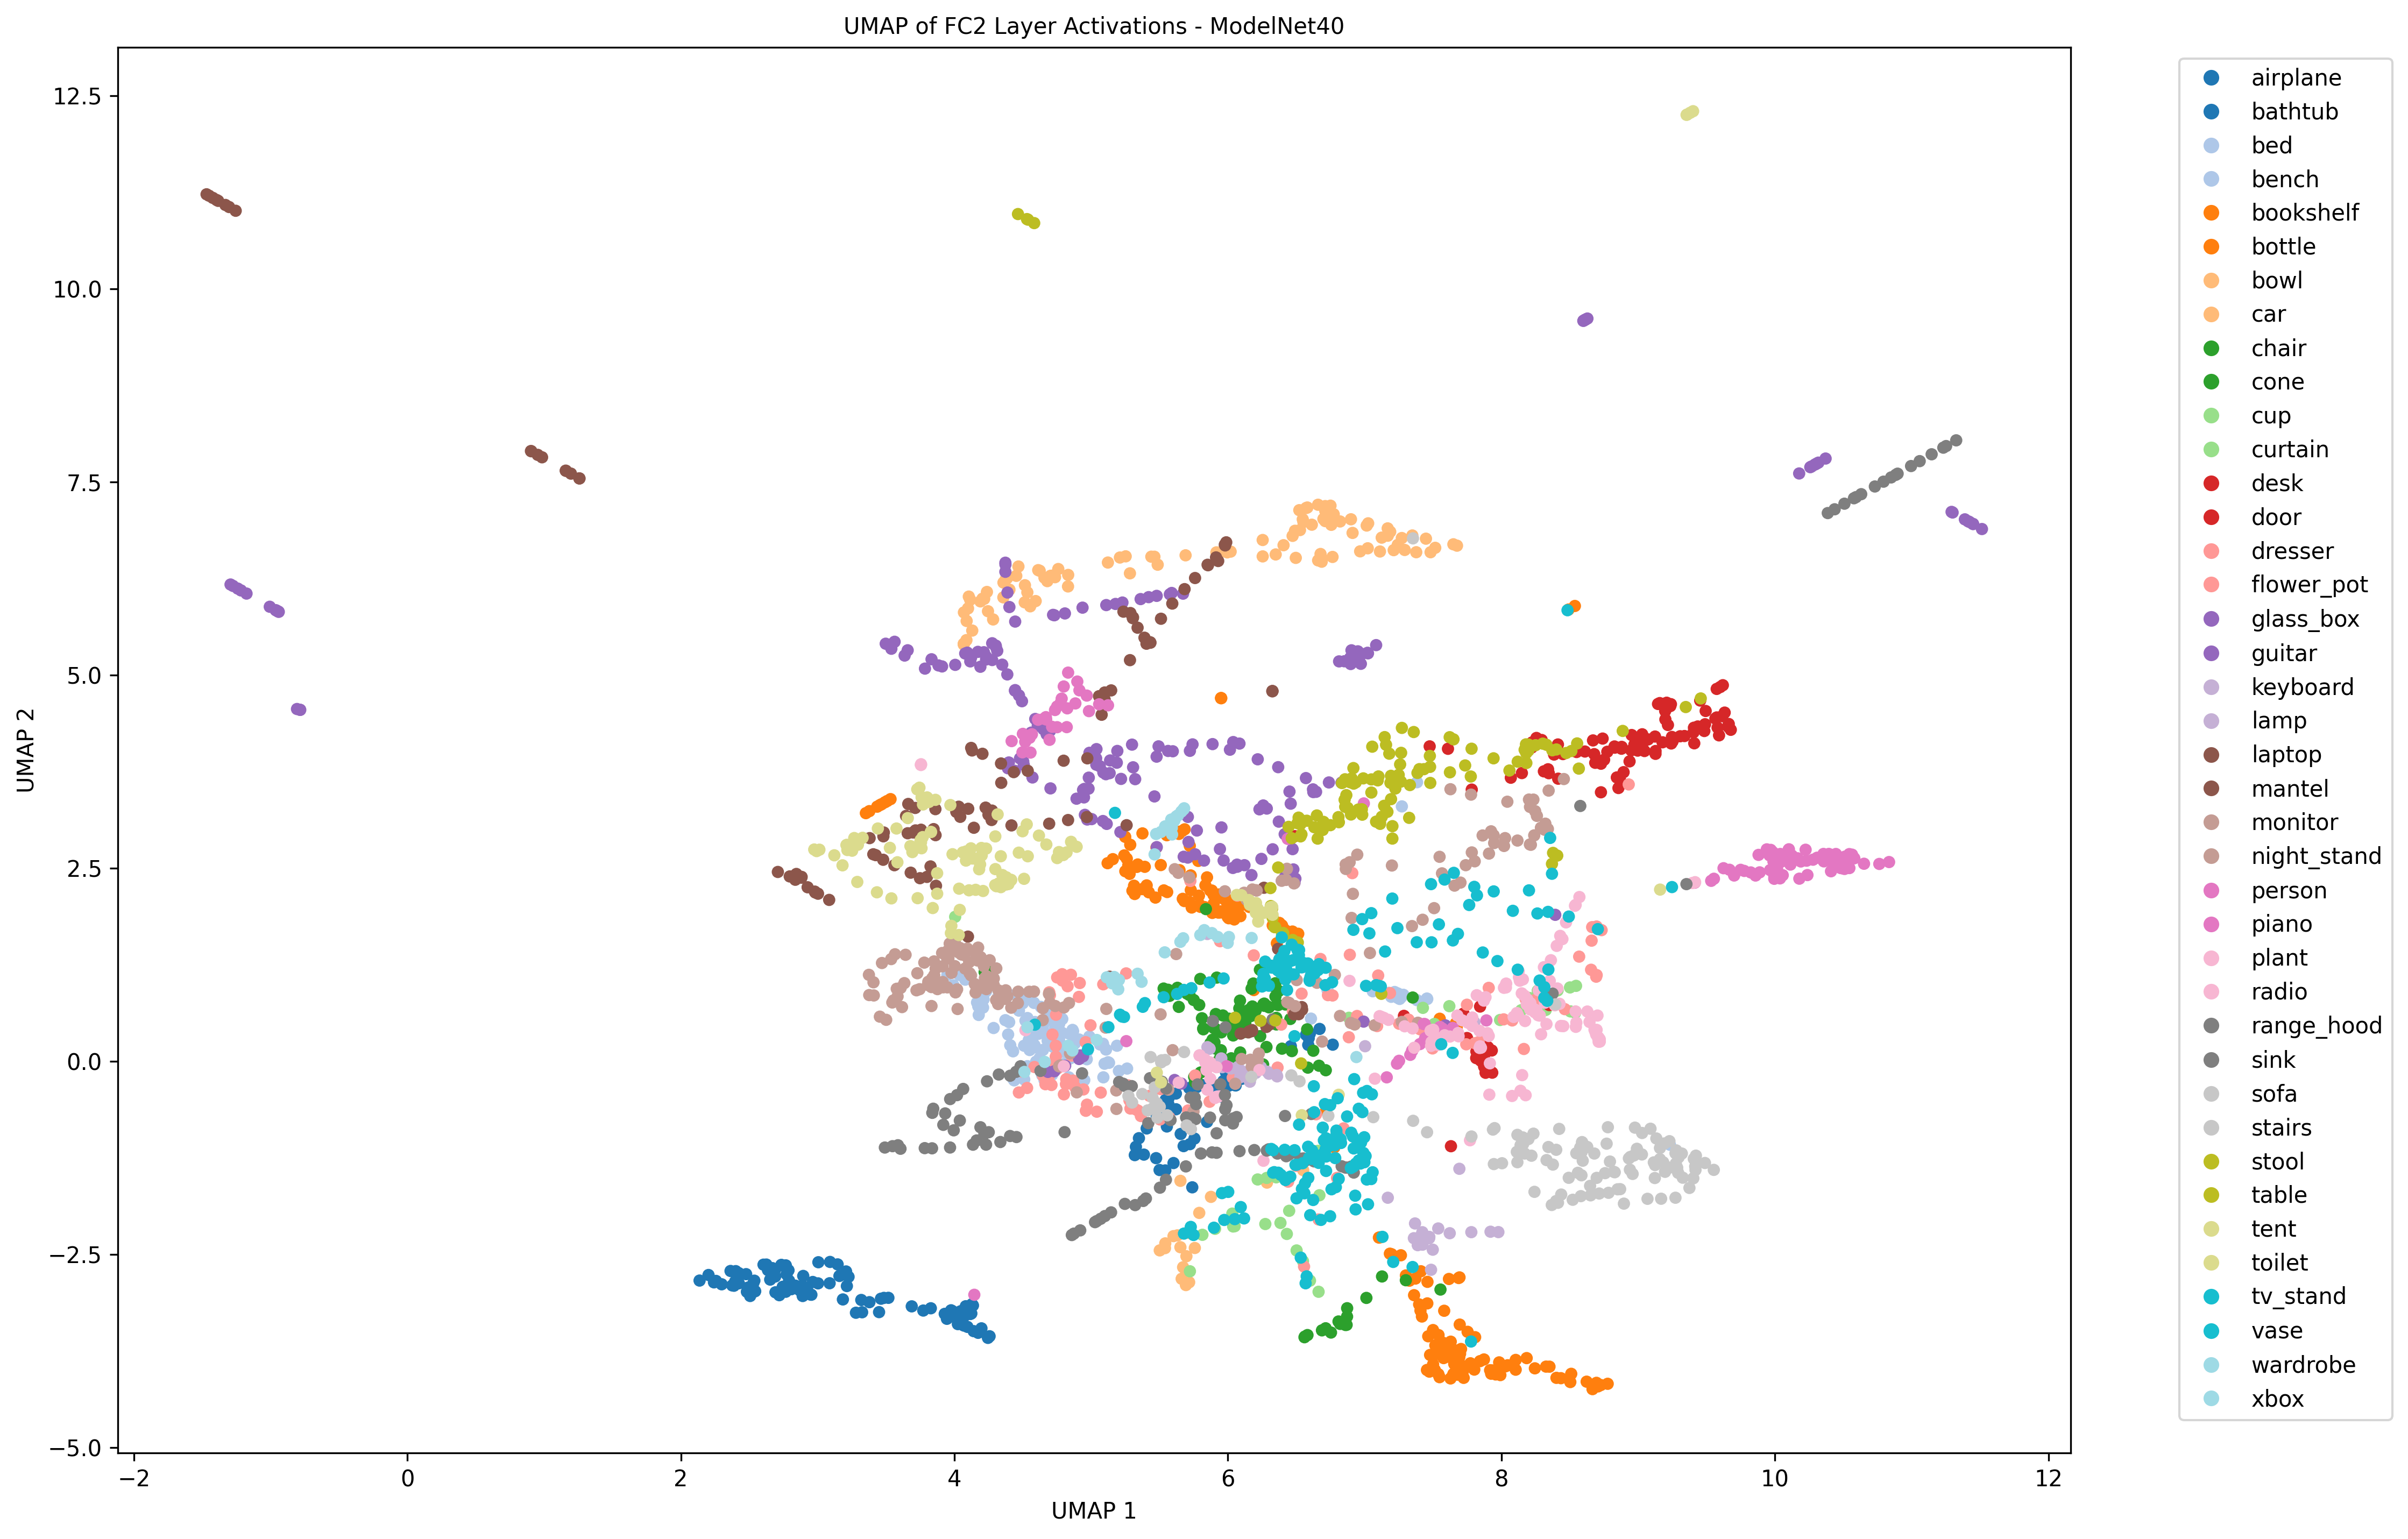 UMAP of FC2 Layer Activations - ModelNet40
12.5
10.0
7.5
5.0
2.5
0.0
−2.5
−5.0
UMAP 2
−2 0 2 4 6 8 10 12
UMAP 1
airplane
bathtub
bed
bench
bookshelf
bottle
bowl
car
chair
cone
cup
curtain
desk
door
dresser
flower_pot
glass_box
guitar
keyboard
lamp
laptop
mantel
monitor
night_stand
person
piano
plant
radio
range_hood
sink
sofa
stairs
stool
table
tent
toilet
tv_stand
vase
wardrobe
xbox